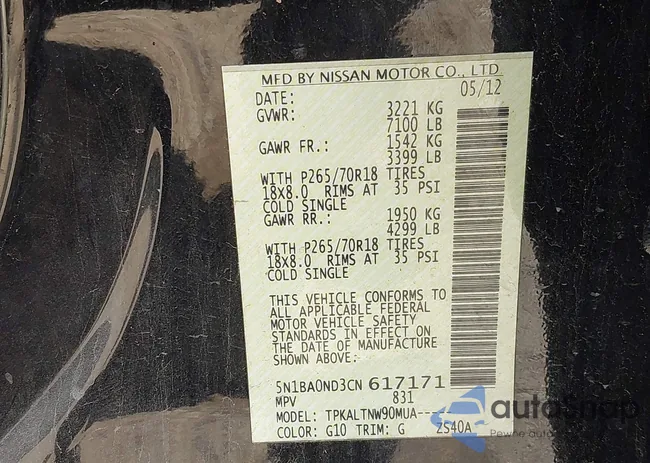 MFD BY NISSAN MOTOR CO., LTD.
DATE: 05/12
GVWR: 3221 KG
7100 LB
GAWR FR.: 1542 KG
3399 LB
WITH P265/70R18 TIRES
18X8.0 RIMS AT 35 PSI
COLD SINGLE
GAWR RR.: 1950 KG
4299 LB
WITH P265/70R18 TIRES
18X8.0 RIMS AT 35 PSI
COLD SINGLE
THIS VEHICLE CONFORMS TO
ALL APPLICABLE FEDERAL
MOTOR VEHICLE SAFETY
STANDARDS IN EFFECT ON
THE DATE OF MANUFACTURE
SHOWN ABOVE:
5N1BA0ND3CN 617171
MPV 831
MODEL: TPKALTNW90MUA----
COLOR: G10 TRIM: G 2S40A
autoSnap
Pewne auto